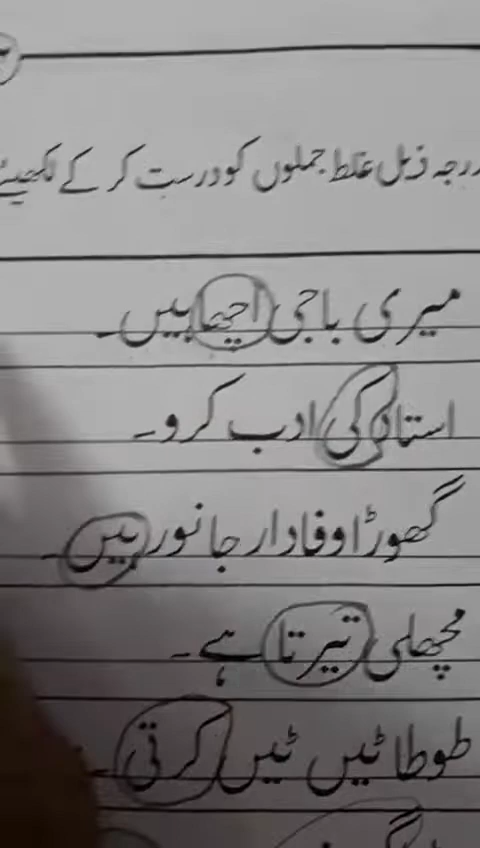 درجہ ذیل غلط جملوں کو درست کر کے لکھیئے
میری باجی اچھا ہیں۔
استاد کی ادب کرو۔
گھوڑا وفادار جانور ہیں۔
مچھلی تیرتا ہے۔
طوطا ٹیں ٹیں کرتی۔